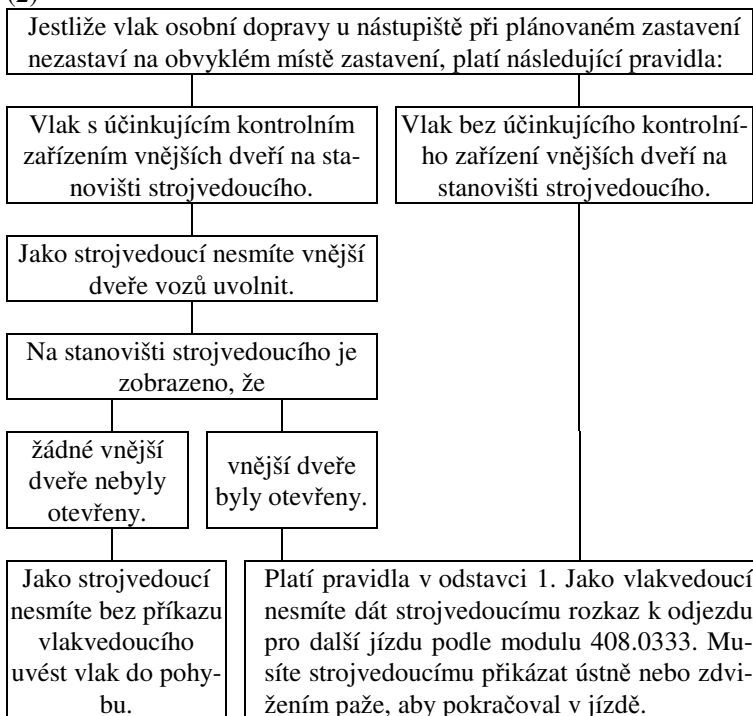 (2)
Jestliže vlak osobní dopravy u nástupiště při plánovaném zastavení
nezastaví na obvyklém místě zastavení, platí následující pravidla:
Vlak s účinkujícím kontrolním
zařízením vnějších dveří na sta-
novišti strojvedoucího.
Vlak bez účinkujícího kontrolní-
ho zařízení vnějších dveří na
stanovišti strojvedoucího.
Jako strojvedoucí nesmíte vnější
dveře vozů uvolnit.
Na stanovišti strojvedoucího je
zobrazeno, že
žádné vnější
dveře nebyly
otevřeny.
vnější dveře
byly otevřeny.
Jako strojvedoucí
nesmíte bez příkazu
vlakvedoucího
uvést vlak do pohy-
bu.
Platí pravidla v odstavci 1. Jako vlakvedoucí
nesmíte dát strojvedoucímu rozkaz k odjezdu
pro další jízdu podle modulu 408.0333. Mu-
síte strojvedoucímu přikázat ústně nebo zdvi-
žením paže, aby pokračoval v jízdě.